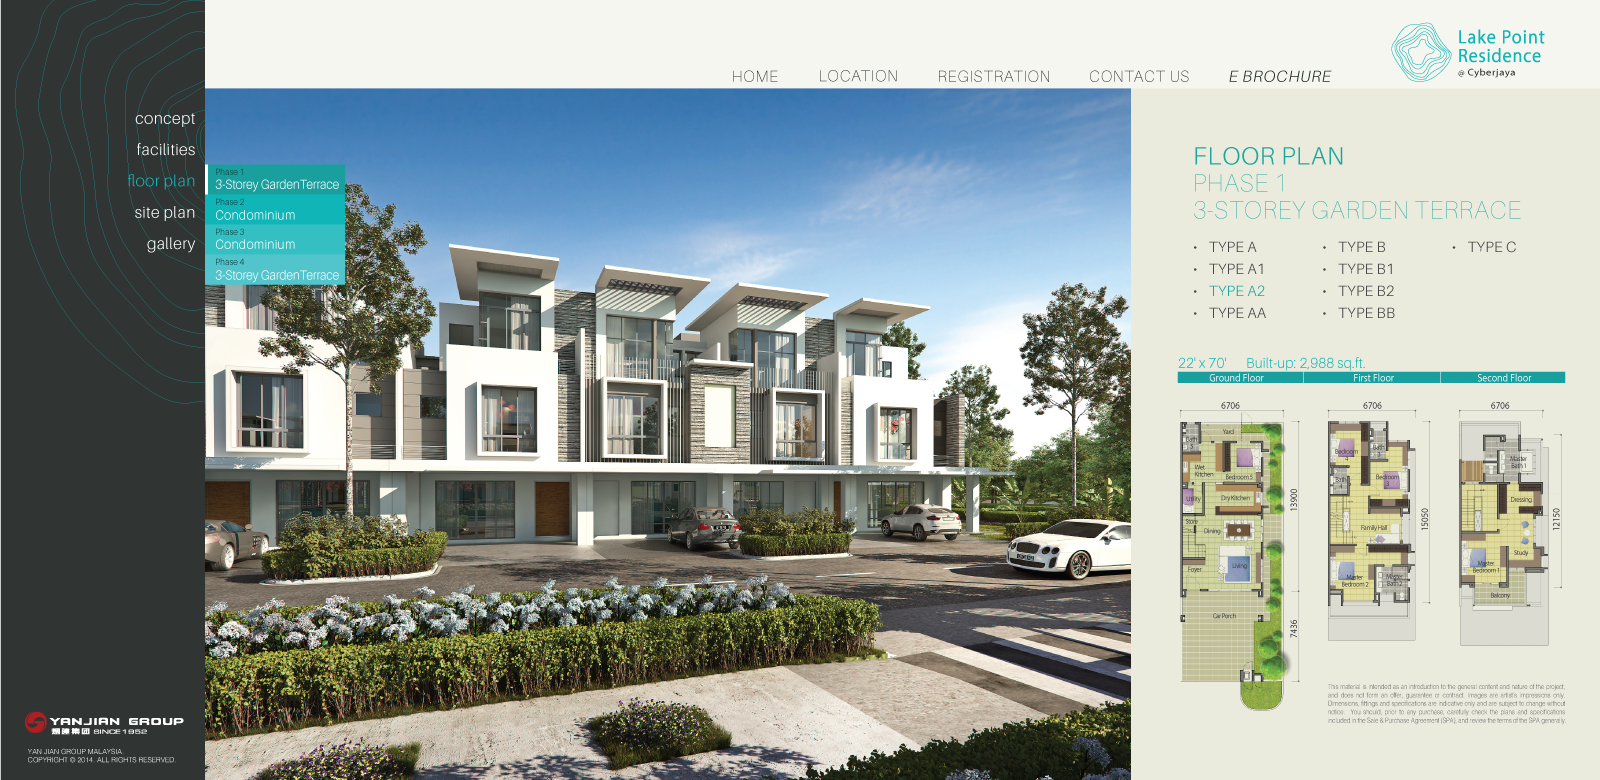 Lake Point
Residence
@ Cyberjaya
HOME
LOCATION
REGISTRATION
CONTACT US
E BROCHURE
concept
facilities
floor plan
site plan
gallery
Phase 1
3-Storey GardenTerrace
Phase 2
Condominium
Phase 3
Condominium
Phase 4
3-Storey GardenTerrace
FLOOR PLAN
PHASE 1
3-STOREY GARDEN TERRACE
• TYPE A
• TYPE A1
• TYPE A2
• TYPE AA
• TYPE B
• TYPE B1
• TYPE B2
• TYPE BB
• TYPE C
22' x 70' Built-up: 2,988 sq.ft.
Ground Floor
First Floor
Second Floor
6706
Yard
Bath
5
Wet
Kitchen
Bedroom 5
Utility
Dry Kitchen
Store
Dining
Foyer
Living
Car Porch
13900
7436
6706
Bedroom
4
Bath
3
Bath
4
Bedroom
3
Family Hall
Master
Bedroom 2
Master
Bath 2
15050
6706
Master
Bath 1
Dressing
Study
Master
Bedroom 1
Balcony
12150
This material is intended as an introduction to the general content and nature of the project,
and does not form an offer, guarantee or contract. Images are artist's impressions only.
Dimensions, fittings and specifications are indicative only and are subject to change without
notice. You should, prior to any purchase, carefully check the plans and specifications
included in the Sale & Purchase Agreement (SPA), and review the terms of the SPA generally.
YANJIAN GROUP
烟建集团 SINCE 1952
YAN JIAN GROUP MALAYSIA.
COPYRIGHT © 2014. ALL RIGHTS RESERVED.